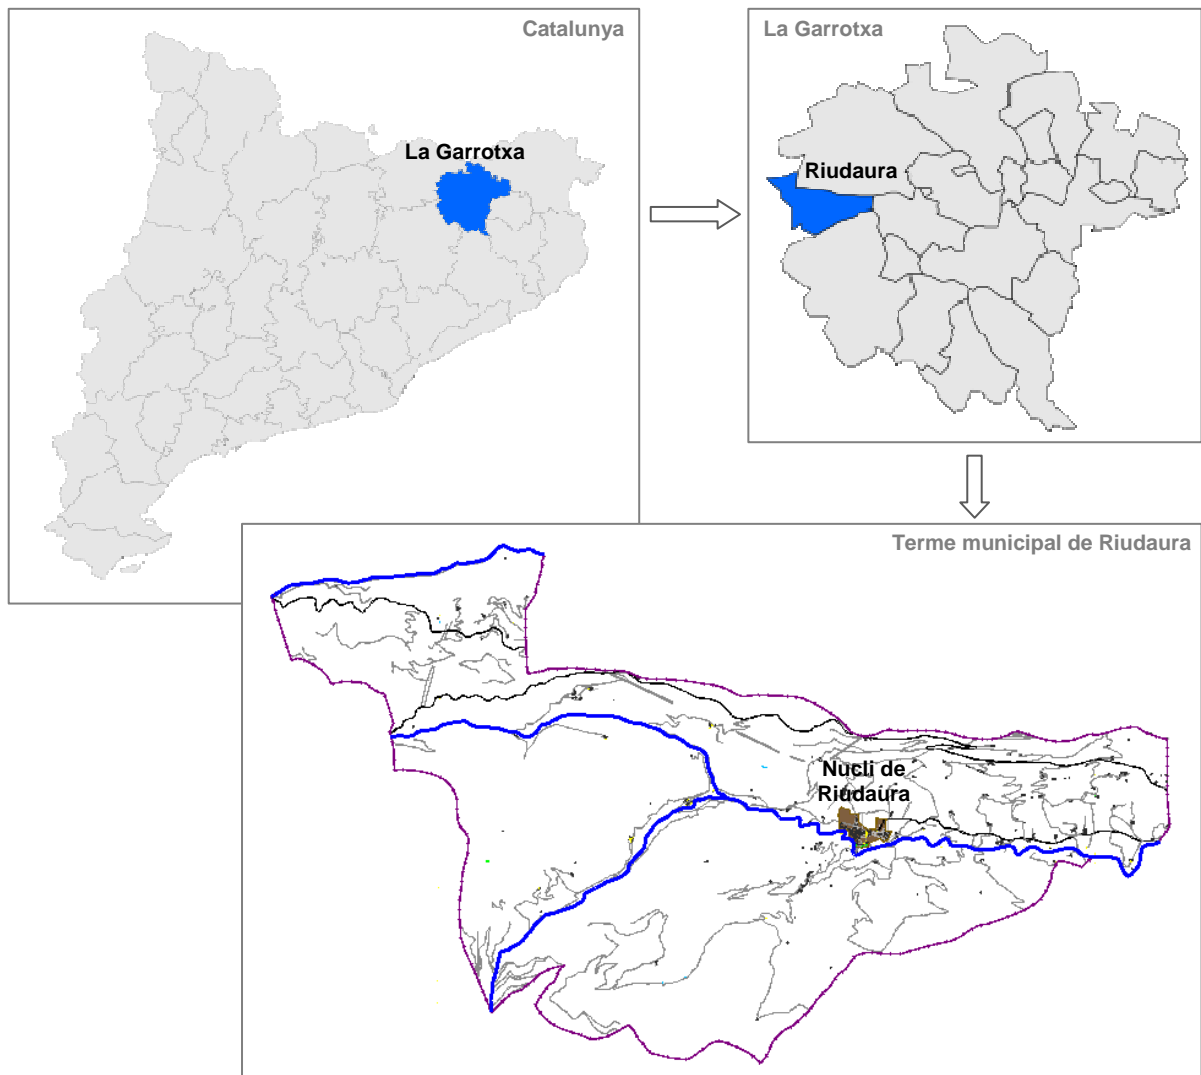 Catalunya
La Garrotxa
La Garrotxa
Riudaura
Terme municipal de Riudaura
Nucli de
Riudaura